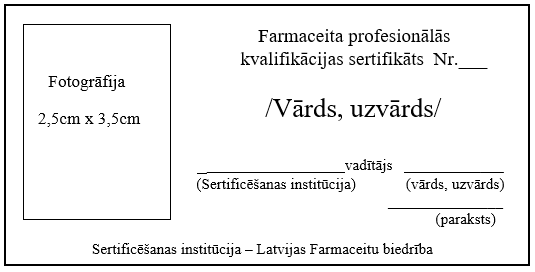 Farmaceita profesionālās
kvalifikācijas sertifikāts Nr.___
Fotogrāfija
2,5cm x 3,5cm
/Vārds, uzvārds/
__________________vadītājs _____________
(Sertificēšanas institūcija) (vārds, uzvārds)
_______________
(paraksts)
Sertificēšanas institūcija – Latvijas Farmaceitu biedrība